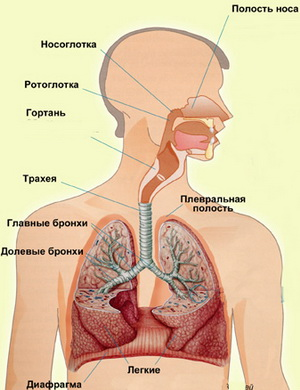 Полость носа
Носоглотка
Ротоглотка
Гортань
Трахея
Плевральная
полость
Главные бронхи
Долевые бронхи
Легкие
Диафрагма